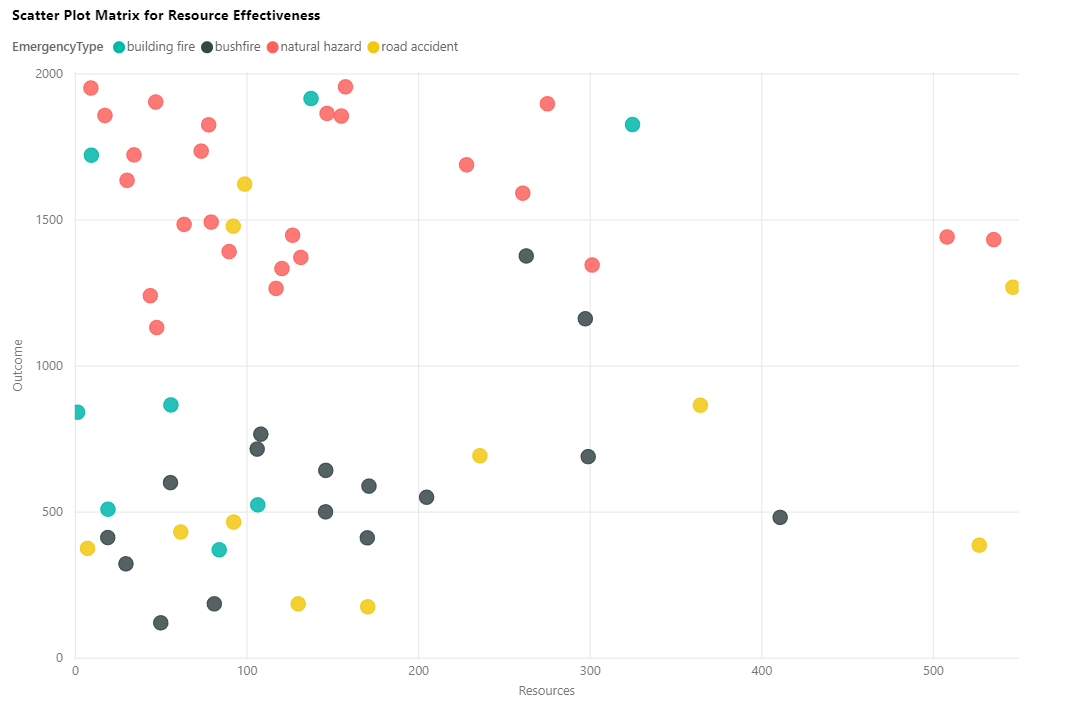 Scatter Plot Matrix for Resource Effectiveness
EmergencyType building fire bushfire natural hazard road accident
2000
1500
1000
500
0
Outcome
0 100 200 300 400 500
Resources